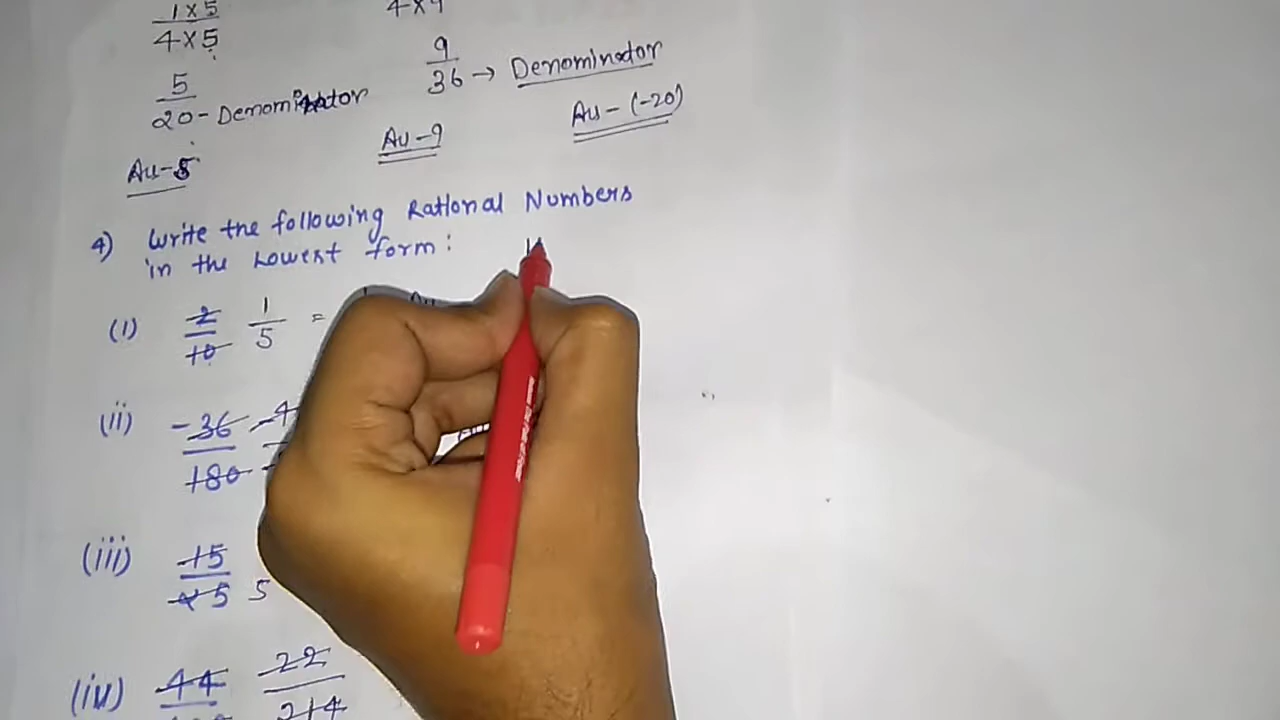 1×5
4×5
4×9
5
20 - Denominator
9
36 → Denominator
Au - 5
Au - 9
Au - (-20)
4) Write the following Rational Numbers
in the Lowest form :
(i) 2 1
10 5 =
(ii) -36 -4
180
(iii) 15
25 5
(iv) 44 22
214